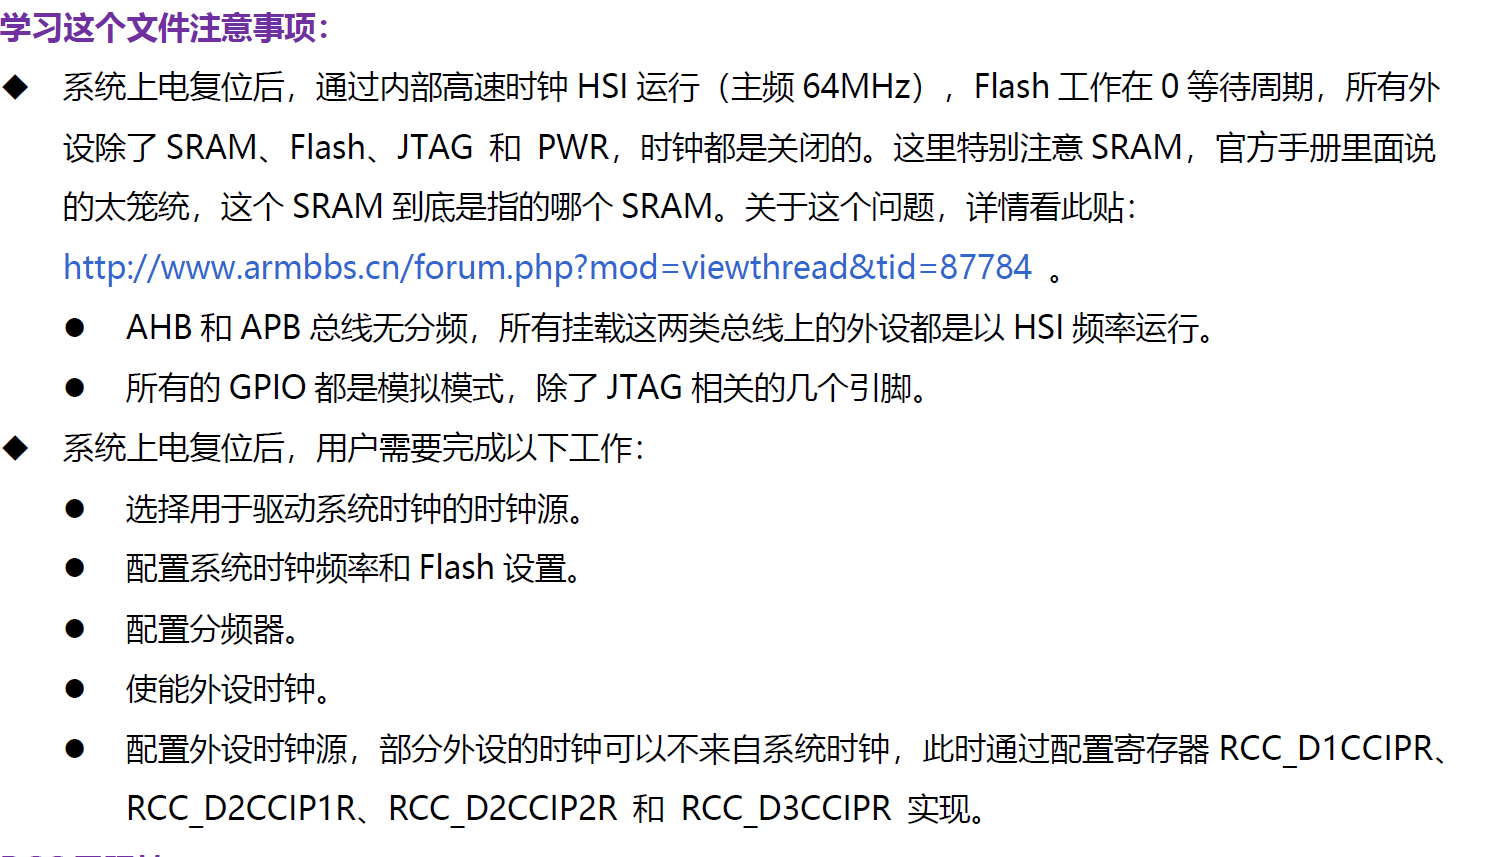 学习这个文件注意事项：
◆ 系统上电复位后，通过内部高速时钟 HSI 运行（主频 64MHz），Flash 工作在 0 等待周期，所有外
设除了 SRAM、Flash、JTAG 和 PWR，时钟都是关闭的。这里特别注意 SRAM，官方手册里面说
的太笼统，这个 SRAM 到底是指的哪个 SRAM。关于这个问题，详情看此贴：
http://www.armbbs.cn/forum.php?mod=viewthread&tid=87784 。
● AHB 和 APB 总线无分频，所有挂载这两类总线上的外设都是以 HSI 频率运行。
● 所有的 GPIO 都是模拟模式，除了 JTAG 相关的几个引脚。
◆ 系统上电复位后，用户需要完成以下工作：
● 选择用于驱动系统时钟的时钟源。
● 配置系统时钟频率和 Flash 设置。
● 配置分频器。
● 使能外设时钟。
● 配置外设时钟源，部分外设的时钟可以不来自系统时钟，此时通过配置寄存器 RCC_D1CCIPR、
RCC_D2CCIP1R、RCC_D2CCIP2R 和 RCC_D3CCIPR 实现。